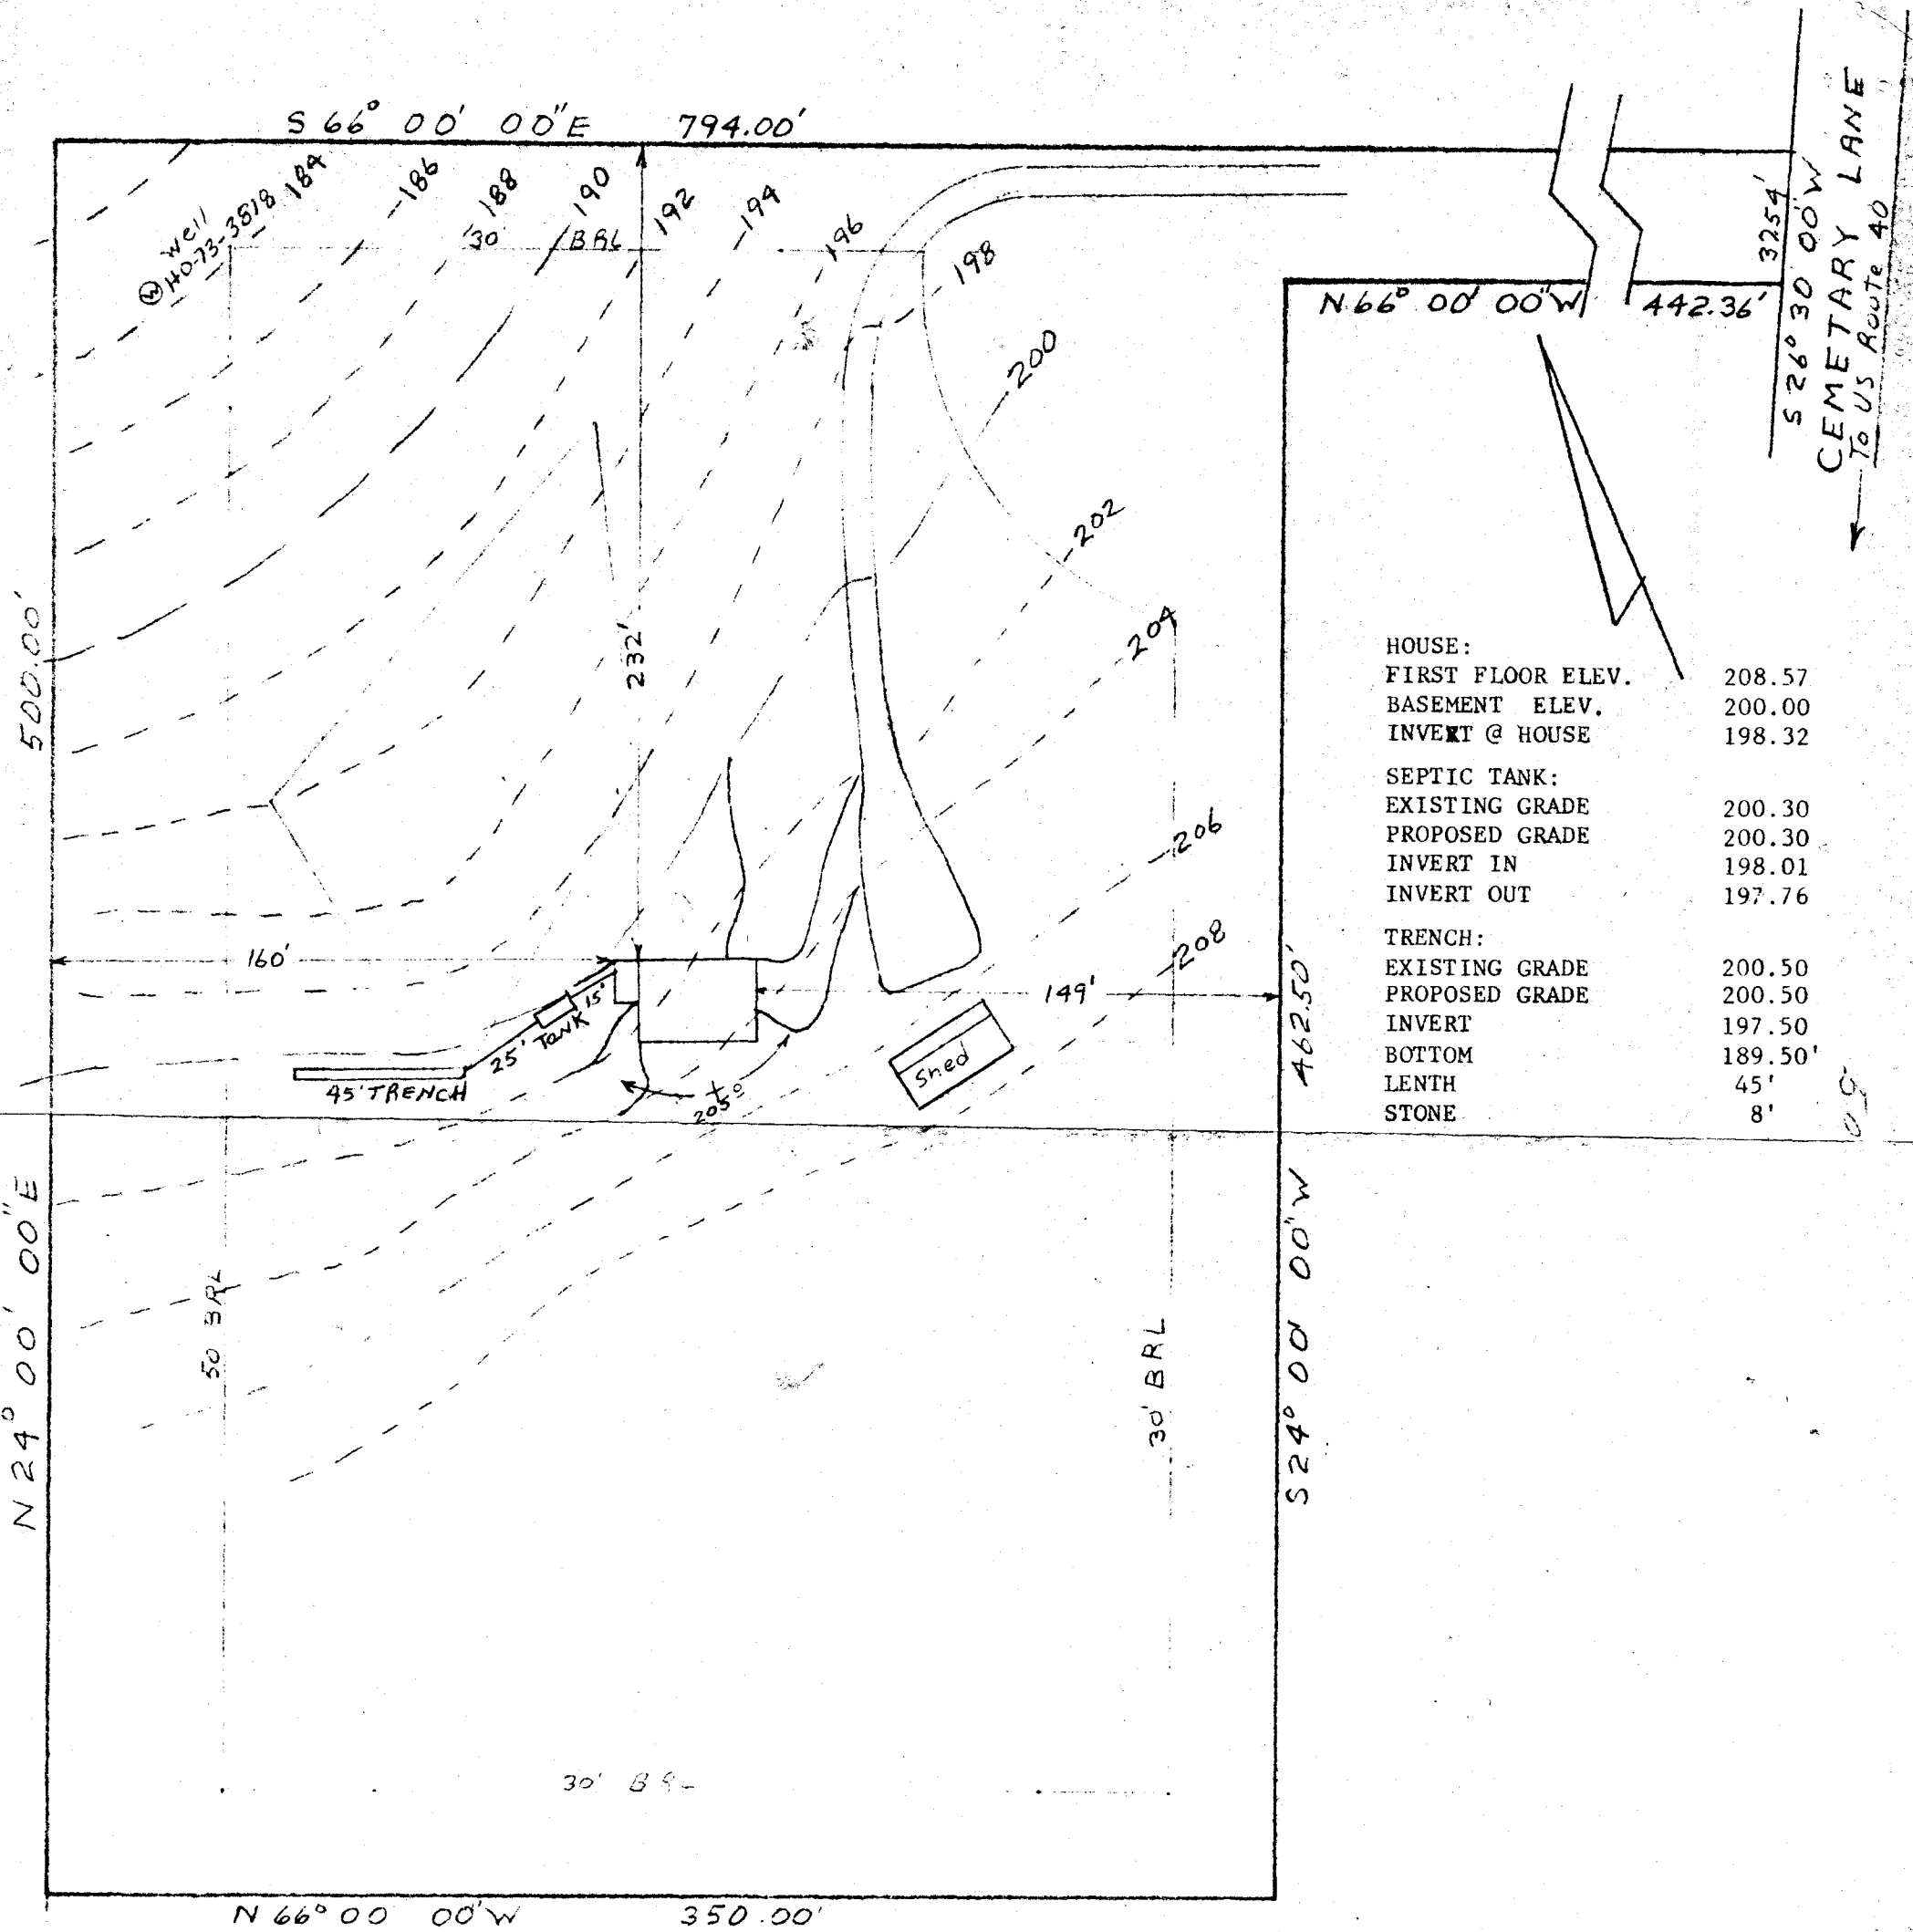 S 66° 00' 00"E 794.00'
Well
HO-73-3818
184
186
188
190
192
194
196
198
200
202
204
206
208
30' BRL
N 66° 00' 00"W 442.36'
S 26° 30' 00"W
CEMETARY LANE
To US Route 40
232'
500.00'
N 24° 00' 00"E
160'
149'
15'
TANK
25'
45' TRENCH
Shed
462.50'
S 24° 00' 00"W
50 BRL
30' BRL
30'
N 66° 00 00"W 350.00'
HOUSE:
FIRST FLOOR ELEV. 208.57
BASEMENT ELEV. 200.00
INVERT @ HOUSE 198.32
SEPTIC TANK:
EXISTING GRADE 200.30
PROPOSED GRADE 200.30
INVERT IN 198.01
INVERT OUT 197.76
TRENCH:
EXISTING GRADE 200.50
PROPOSED GRADE 200.50
INVERT 197.50
BOTTOM 189.50'
LENTH 45'
STONE 8'